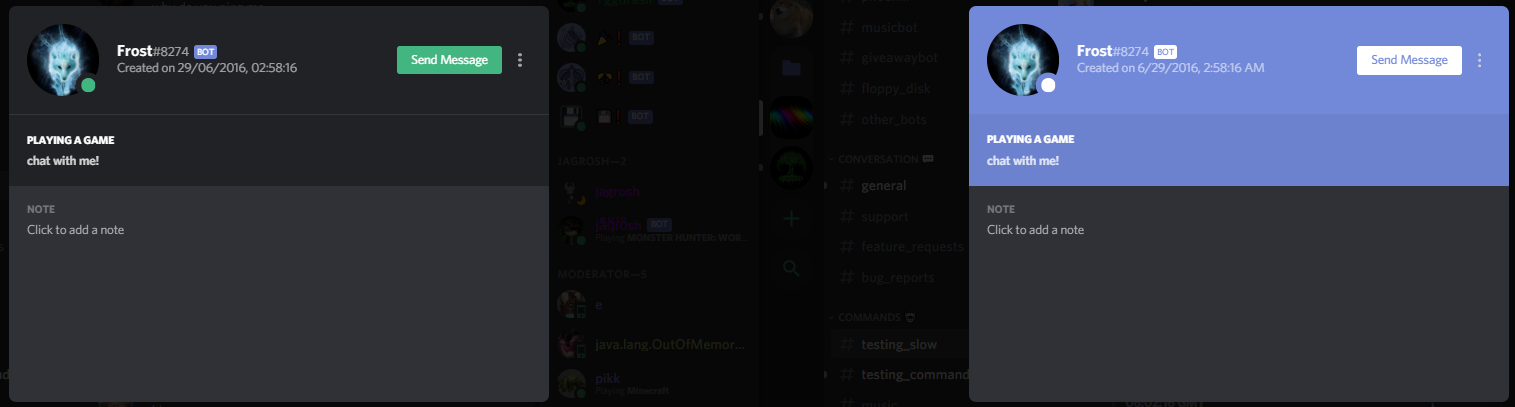 Frost#8274 BOT
Created on 29/06/2016, 02:58:16
Send Message
PLAYING A GAME
chat with me!
NOTE
Click to add a note
BOT
BOT
BOT
JAGROSH—2
jagrosh
BOT
Playing MONSTER HUNTER: WOR...
MODERATOR—5
e
java.lang.OutOfMemor...
pikk
Playing Minecraft
# musicbot
# giveawaybot
# floppy_disk
# other_bots
CONVERSATION
# general
# support
# feature_requests
# bug_reports
COMMANDS
# testing_slow
# testing_command
# music
Frost#8274 BOT
Created on 6/29/2016, 2:58:16 AM
Send Message
PLAYING A GAME
chat with me!
NOTE
Click to add a note